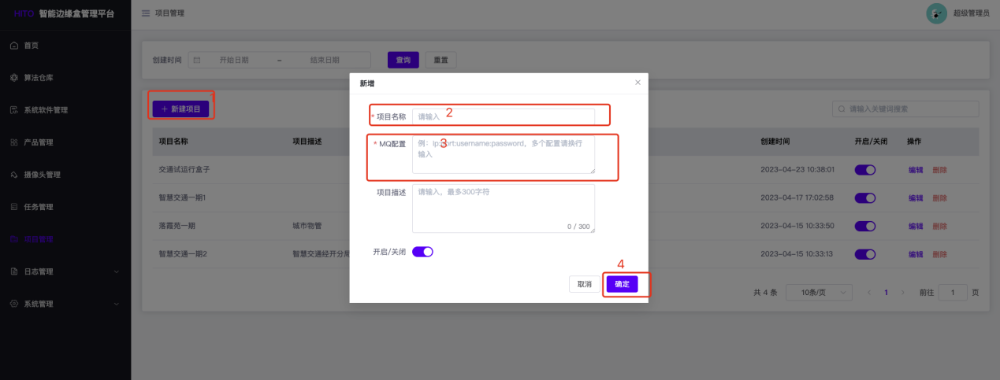 HITO 智能边缘盒管理平台
项目管理
超级管理员
首页
算法仓库
系统软件管理
产品管理
摄像头管理
任务管理
项目管理
日志管理
系统管理
创建时间 开始日期 – 结束日期 查询 重置
1
+ 新建项目
请输入关键词搜索
项目名称 项目描述 创建时间 开启/关闭 操作
交通试运行盒子 2023-04-23 10:38:01 编辑 删除
智慧交通一期1 2023-04-17 17:02:58 编辑 删除
落霞苑一期 城市物管 2023-04-15 10:33:50 编辑 删除
智慧交通一期2 智慧交通经开分局 2023-04-15 10:33:13 编辑 删除
共 4 条 10条/页 1 前往 1 页
新增
* 项目名称 请输入 2
* MQ配置 例：ip:port:username:password，多个配置请换行
输入
3
项目描述 请输入，最多300字符
0 / 300
开启/关闭
4
取消 确定